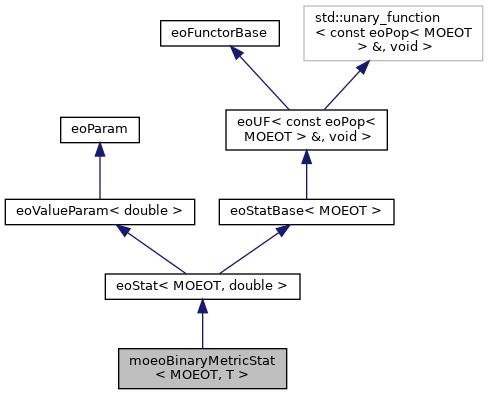 eoFunctorBase
std::unary_function
< const eoPop< MOEOT
> &, void >
eoParam
eoUF< const eoPop<
MOEOT > &, void >
eoValueParam< double >
eoStatBase< MOEOT >
eoStat< MOEOT, double >
moeoBinaryMetricStat
< MOEOT, T >